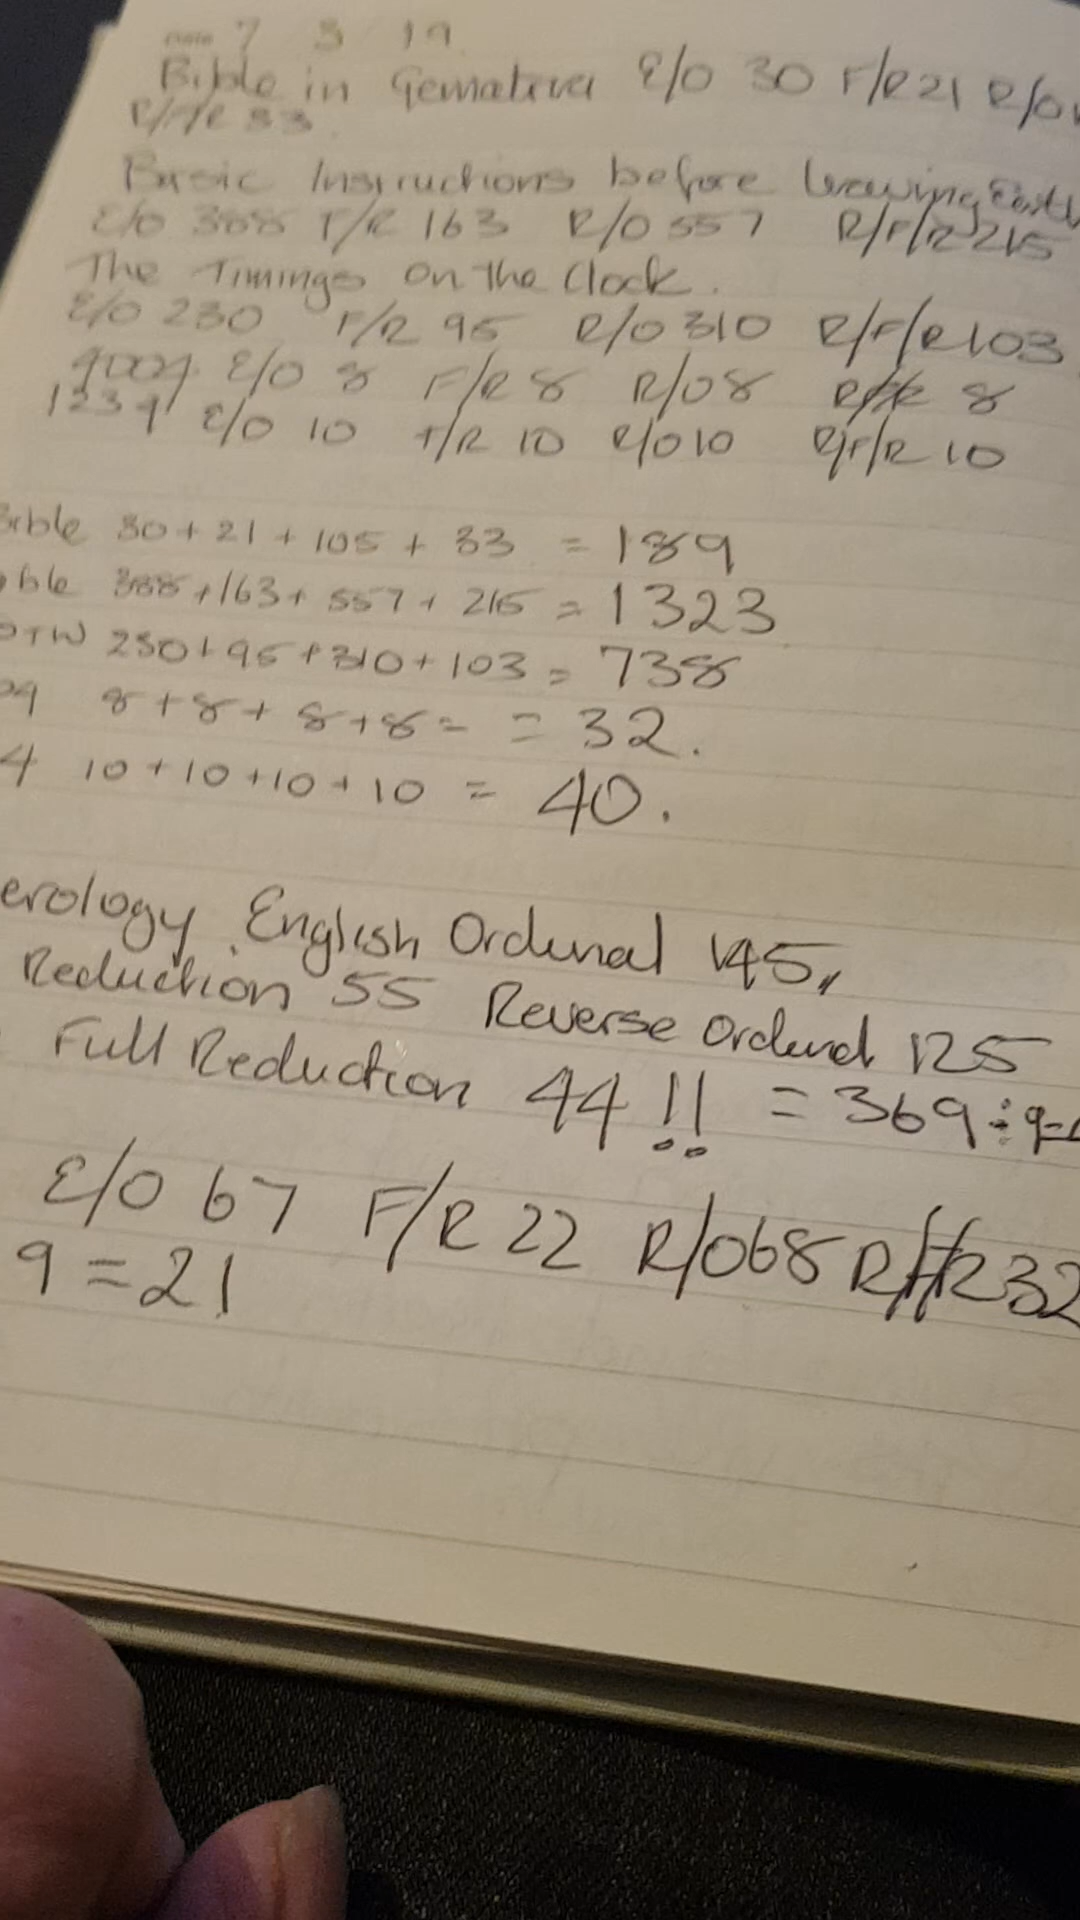 7 3 19
Bible in Gematria E/O 30 F/R 21 R/O
R/F/R 33
Basic Instructions before leaving Earth
E/O 388 F/R 163 R/O 557 R/F/R 215
The Timings on the Clock.
E/O 230 F/R 95 R/O 310 R/F/R 103
E/O 8 F/R 8 R/O 8 R/F/R 8
1234 E/O 10 F/R 10 R/O 10 R/F/R 10
Bible 30 + 21 + 105 + 33 = 189
ble 388 + 163 + 557 + 215 = 1323
230 + 95 + 310 + 103 = 738
8 + 8 + 8 + 8 = = 32.
4 10 + 10 + 10 + 10 = 40.
erology English Ordinal 145,
Reduction 55 Reverse Ordinal 125
Full Reduction 44!! = 369 ÷ 9 =
E/O 67 F/R 22 R/O 68 R/F/R 32
9 = 21